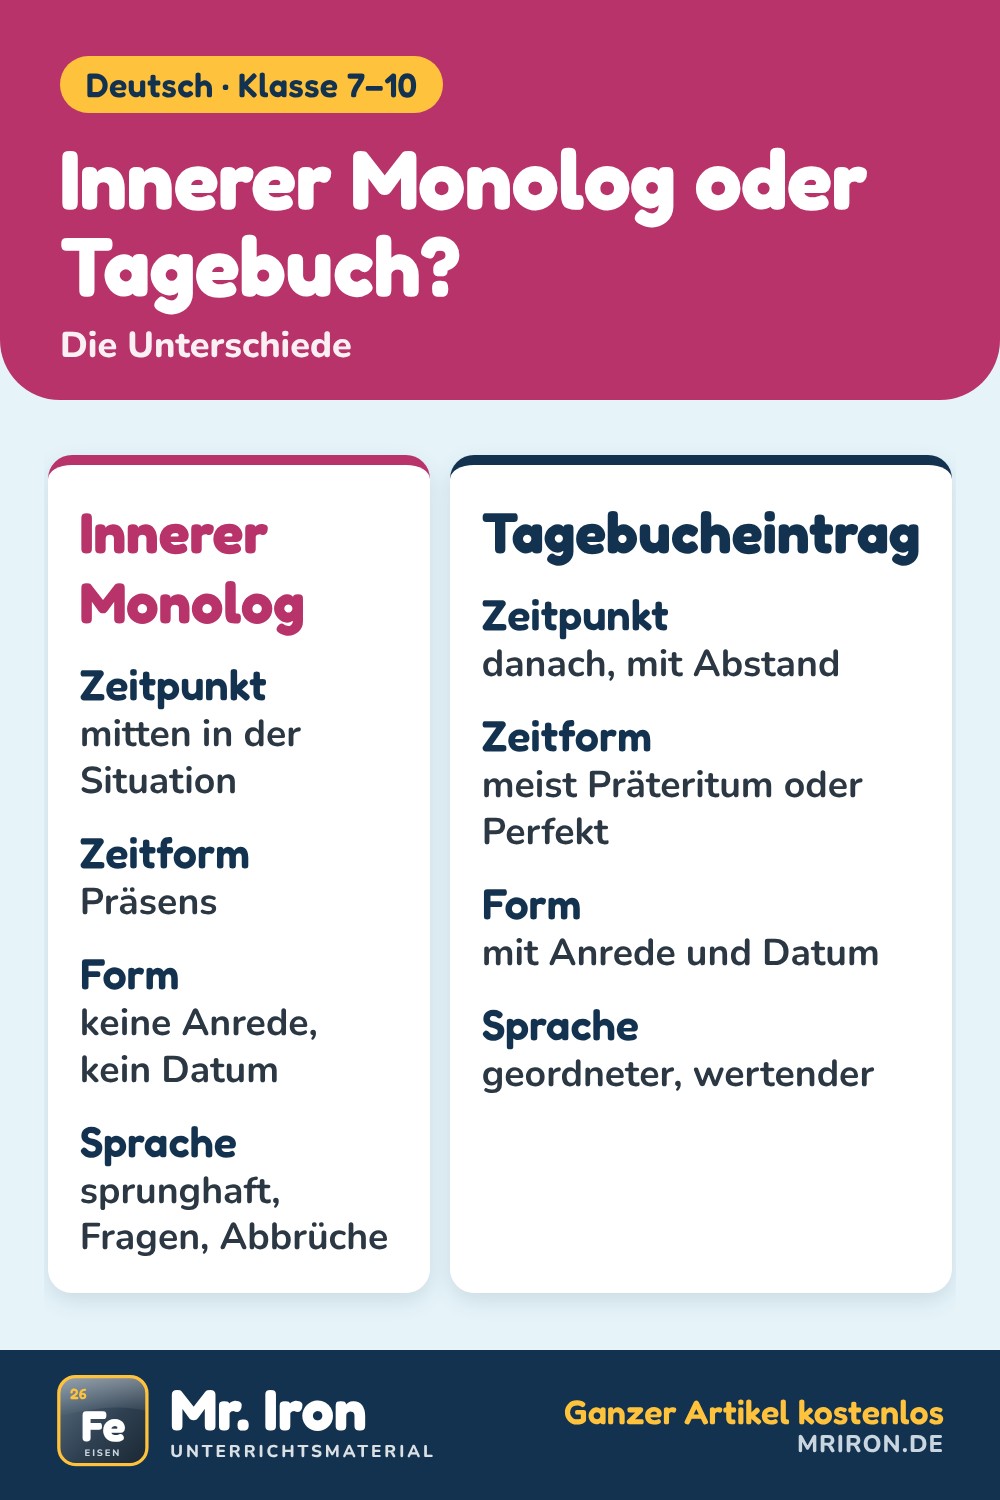 Deutsch · Klasse 7–10
Innerer Monolog oder
Tagebuch?
Die Unterschiede
Innerer
Monolog
Zeitpunkt
mitten in der
Situation
Zeitform
Präsens
Form
keine Anrede,
kein Datum
Sprache
sprunghaft,
Fragen, Abbrüche
Tagebucheintrag
Zeitpunkt
danach, mit Abstand
Zeitform
meist Präteritum oder
Perfekt
Form
mit Anrede und Datum
Sprache
geordneter, wertender
26
Fe
EISEN
Mr. Iron
UNTERRICHTSMATERIAL
Ganzer Artikel kostenlos
MRIRON.DE